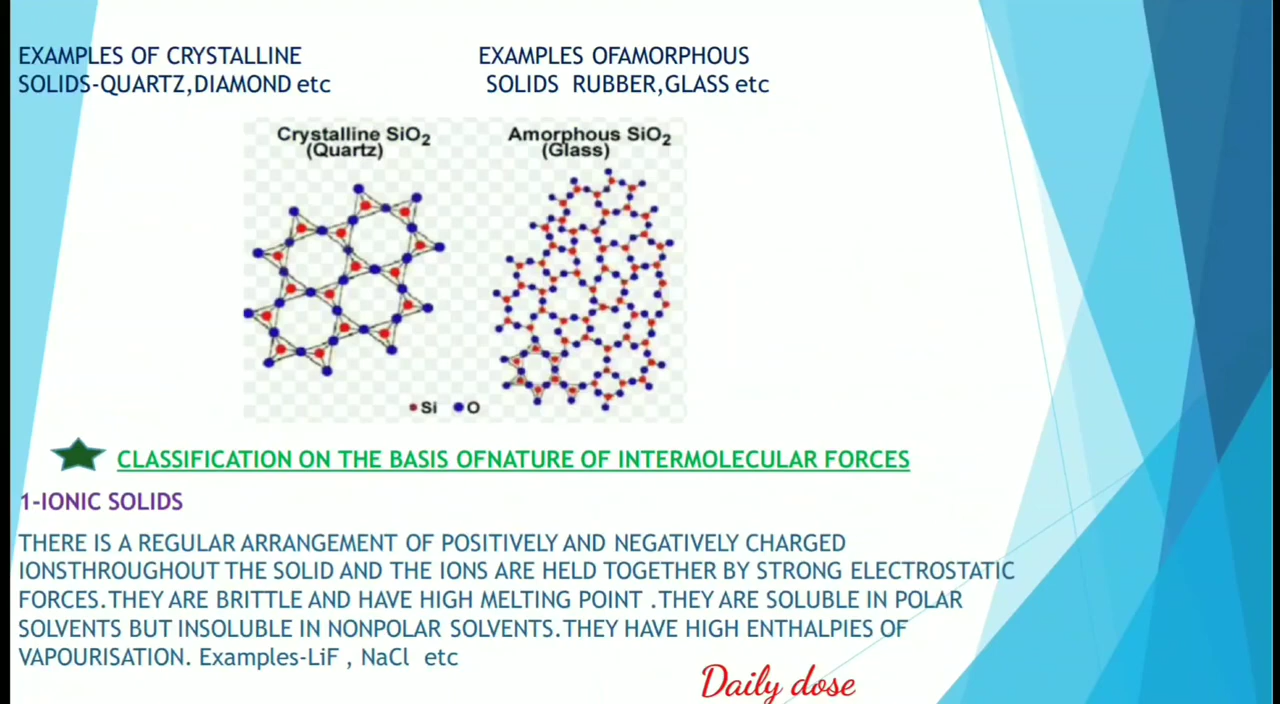 EXAMPLES OF CRYSTALLINE
SOLIDS-QUARTZ,DIAMOND etc
EXAMPLES OFAMORPHOUS
SOLIDS RUBBER,GLASS etc
Crystalline SiO2
(Quartz)
Amorphous SiO2
(Glass)
Si O
CLASSIFICATION ON THE BASIS OFNATURE OF INTERMOLECULAR FORCES
1-IONIC SOLIDS
THERE IS A REGULAR ARRANGEMENT OF POSITIVELY AND NEGATIVELY CHARGED
IONSTHROUGHOUT THE SOLID AND THE IONS ARE HELD TOGETHER BY STRONG ELECTROSTATIC
FORCES.THEY ARE BRITTLE AND HAVE HIGH MELTING POINT .THEY ARE SOLUBLE IN POLAR
SOLVENTS BUT INSOLUBLE IN NONPOLAR SOLVENTS.THEY HAVE HIGH ENTHALPIES OF
VAPOURISATION. Examples-LiF , NaCl etc
Daily dose